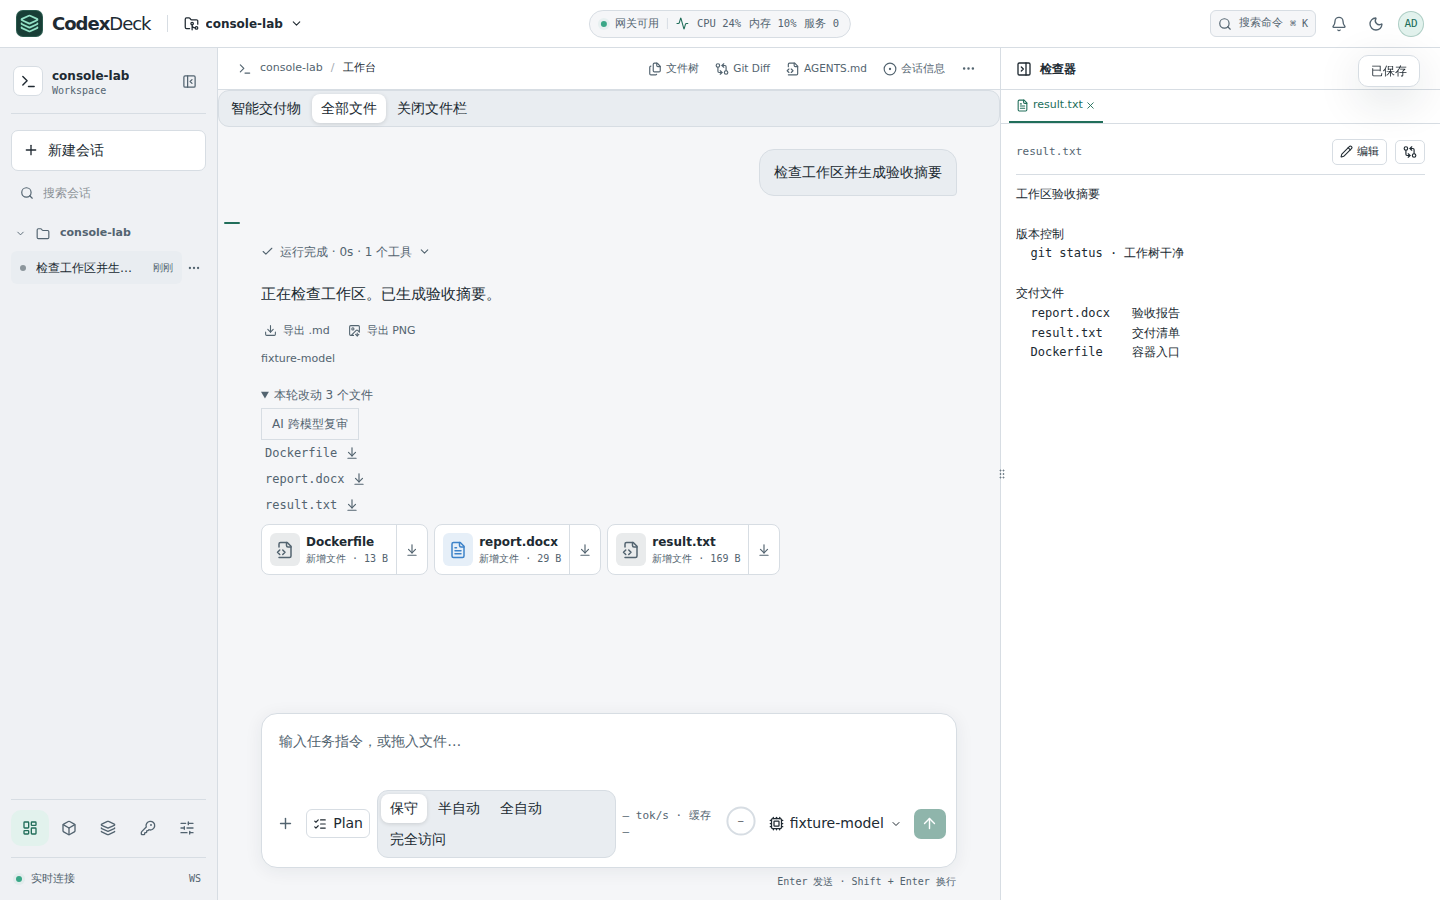 CodexDeck
console-lab
网关可用
CPU 24% 内存 10% 服务 0
搜索命令 ⌘ K
AD
console-lab
Workspace
新建会话
搜索会话
console-lab
检查工作区并生...
刚刚
实时连接
WS
console-lab / 工作台
文件树
Git Diff
AGENTS.md
会话信息
智能交付物
全部文件
关闭文件栏
检查工作区并生成验收摘要
运行完成 · 0s · 1 个工具
正在检查工作区。已生成验收摘要。
导出 .md
导出 PNG
fixture-model
▼ 本轮改动 3 个文件
AI 跨模型复审
Dockerfile
report.docx
result.txt
Dockerfile
新增文件 · 13 B
report.docx
新增文件 · 29 B
result.txt
新增文件 · 169 B
输入任务指令，或拖入文件...
Plan
保守
半自动
全自动
完全访问
— tok/s · 缓存
—
—
fixture-model
Enter 发送 · Shift + Enter 换行
检查器
已保存
result.txt
result.txt
编辑
工作区验收摘要
版本控制
git status · 工作树干净
交付文件
report.docx 验收报告
result.txt 交付清单
Dockerfile 容器入口